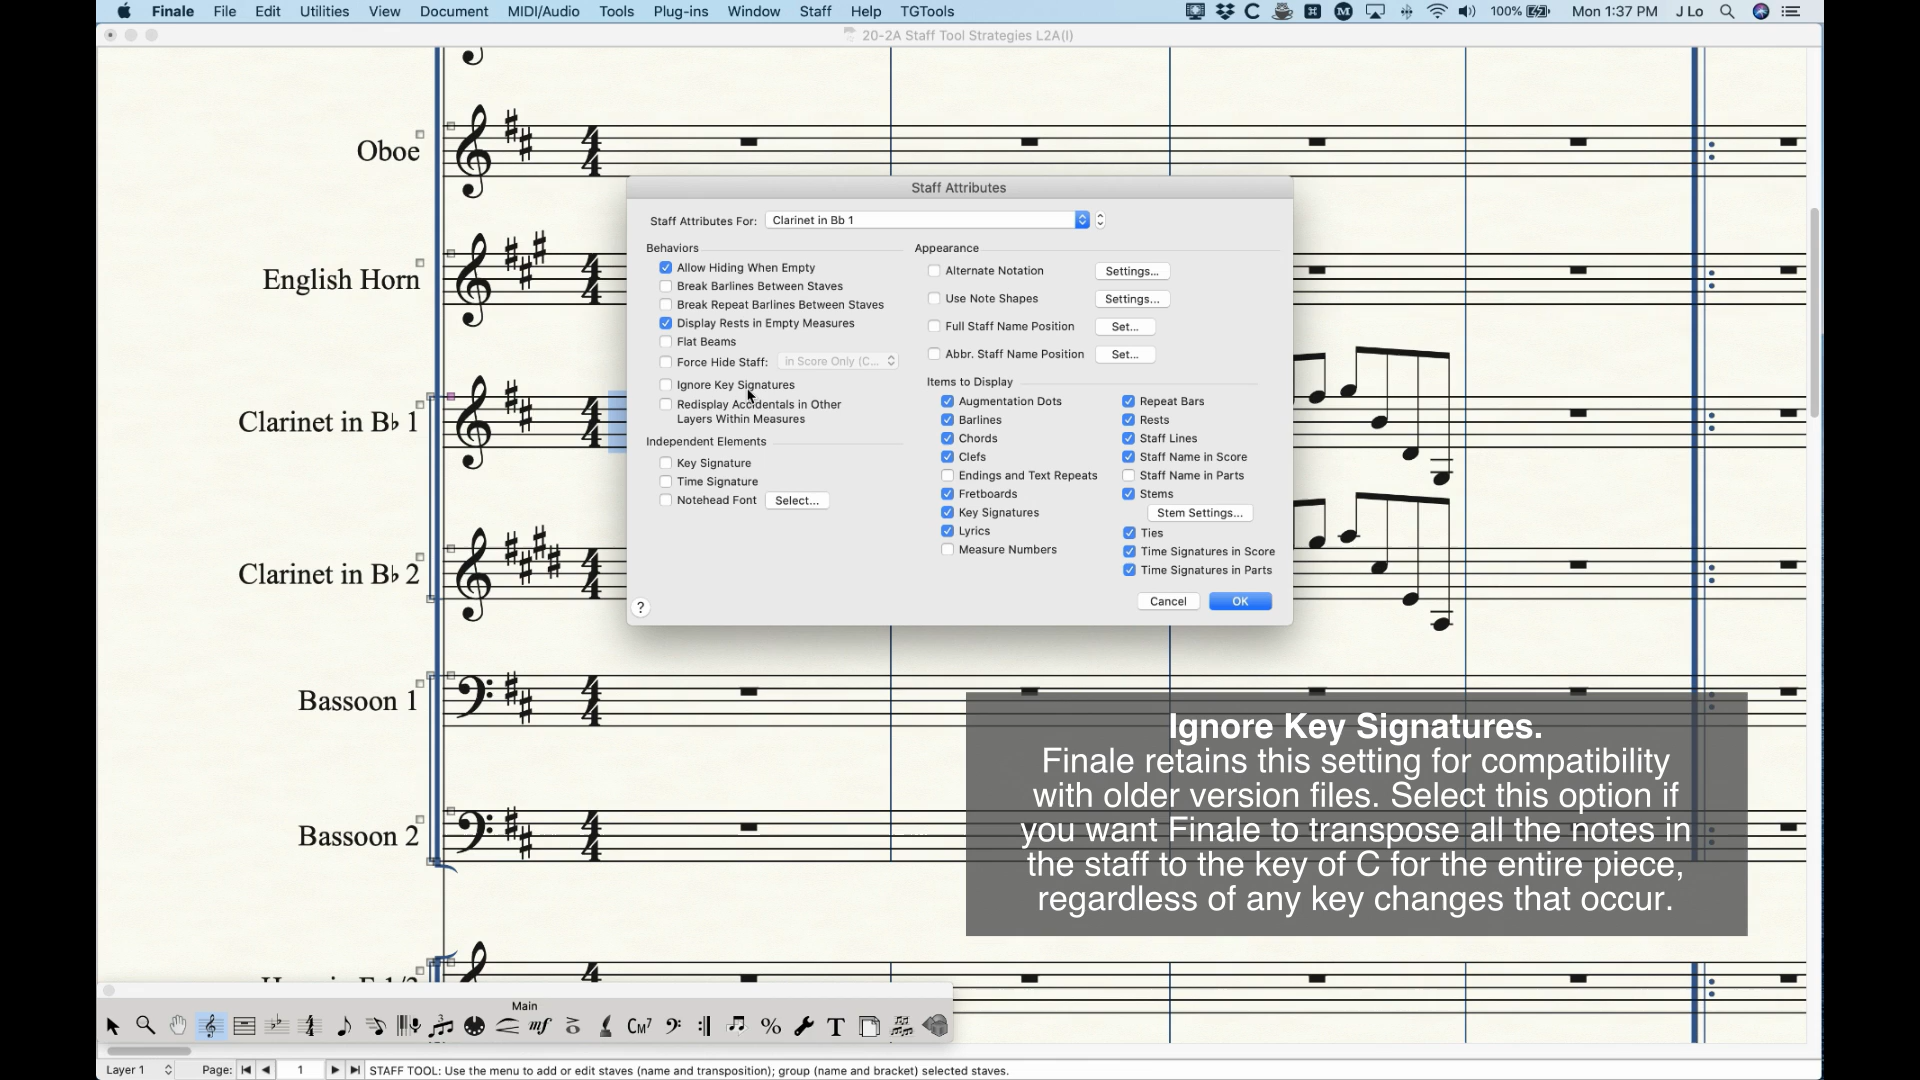 Finale File Edit Utilities View Document MIDI/Audio Tools Plug-ins Window Staff Help TGTools 100% Mon 1:37 PM J Lo
20-2A Staff Tool Strategies L2A(I)
Oboe
English Horn
Clarinet in B♭ 1
Clarinet in B♭ 2
Bassoon 1
Bassoon 2
Staff Attributes
Staff Attributes For: Clarinet in Bb 1
Behaviors
Allow Hiding When Empty
Break Barlines Between Staves
Break Repeat Barlines Between Staves
Display Rests in Empty Measures
Flat Beams
Force Hide Staff: in Score Only (C...
Ignore Key Signatures
Redisplay Accidentals in Other
Layers Within Measures
Independent Elements
Key Signature
Time Signature
Notehead Font Select...
Appearance
Alternate Notation Settings...
Use Note Shapes Settings...
Full Staff Name Position Set...
Abbr. Staff Name Position Set...
Items to Display
Augmentation Dots
Barlines
Chords
Clefs
Endings and Text Repeats
Fretboards
Key Signatures
Lyrics
Measure Numbers
Repeat Bars
Rests
Staff Lines
Staff Name in Score
Staff Name in Parts
Stems
Stem Settings...
Ties
Time Signatures in Score
Time Signatures in Parts
? Cancel OK
Ignore Key Signatures.
Finale retains this setting for compatibility
with older version files. Select this option if
you want Finale to transpose all the notes in
the staff to the key of C for the entire piece,
regardless of any key changes that occur.
Main
CM7
Layer 1 Page: 1 STAFF TOOL: Use the menu to add or edit staves (name and transposition); group (name and bracket) selected staves.